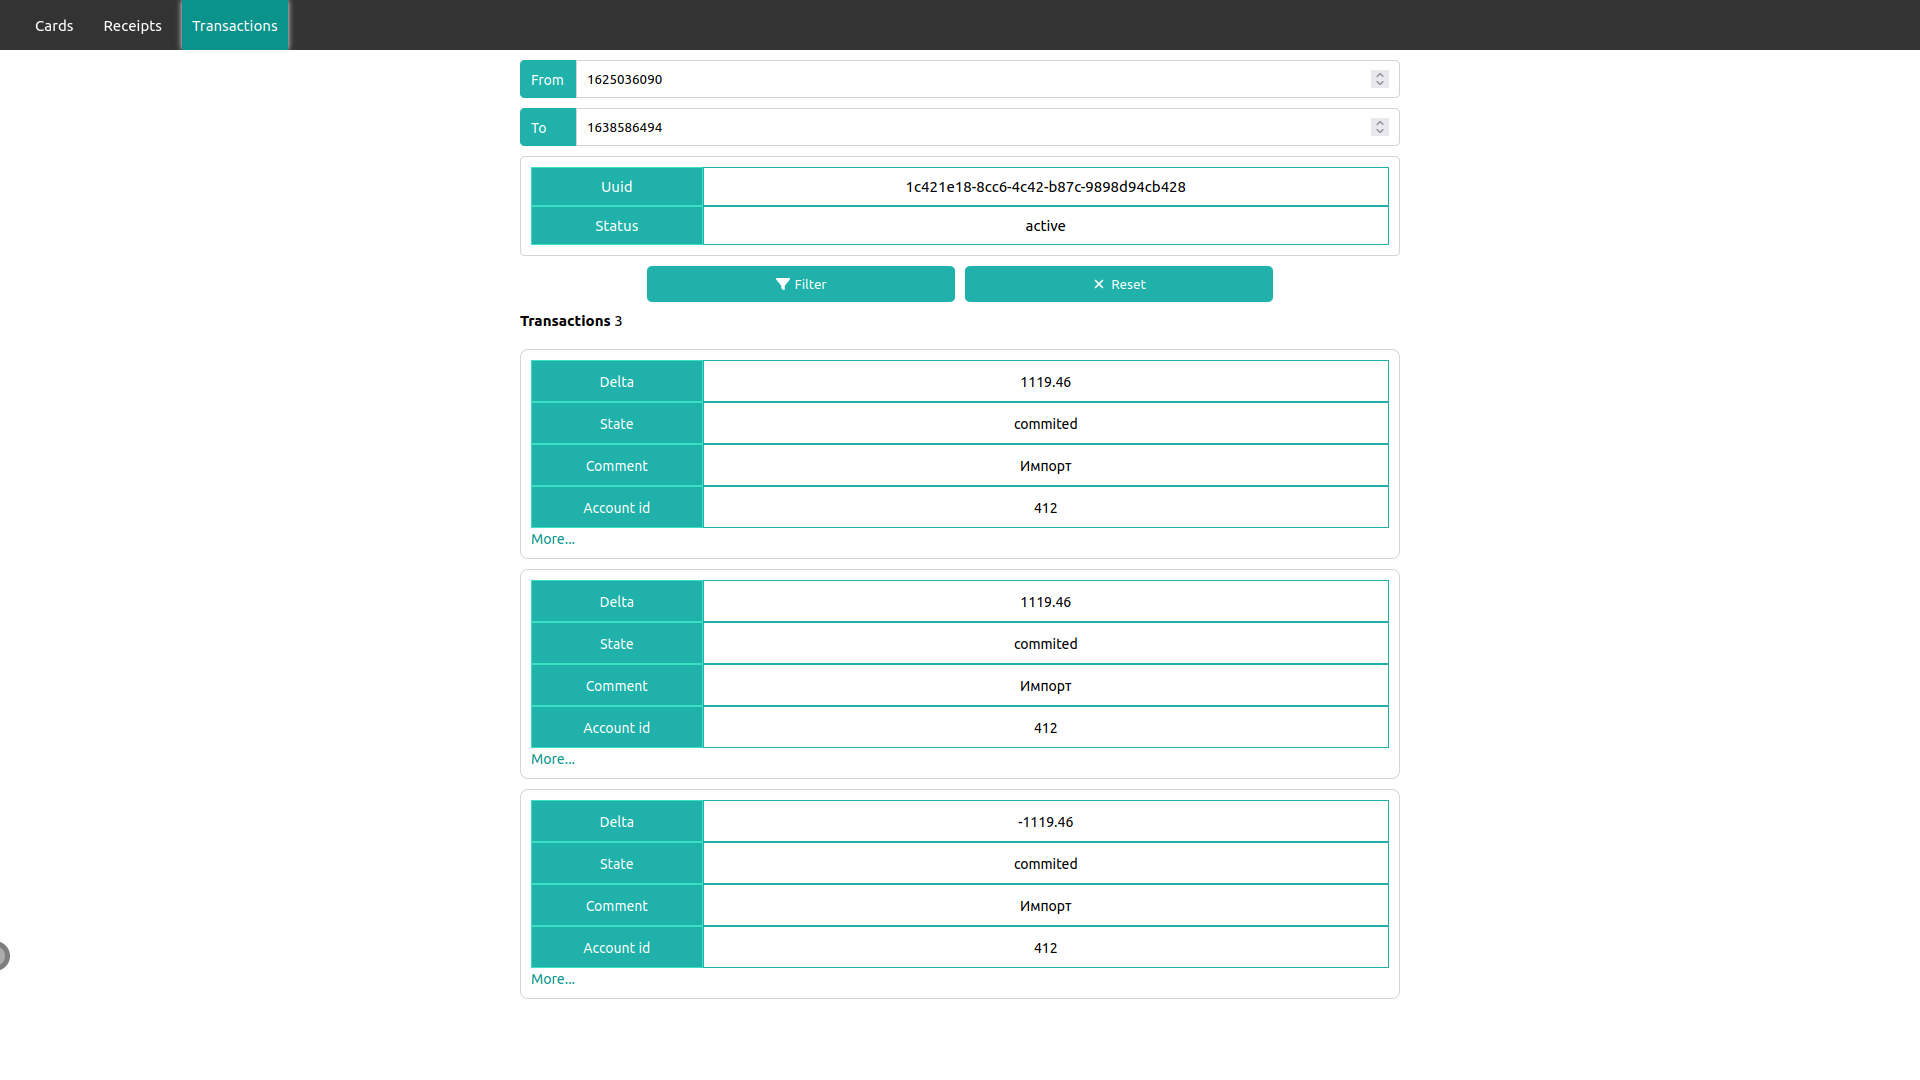 Cards Receipts Transactions
From 1625036090
To 1638586494
Uuid 1c421e18-8cc6-4c42-b87c-9898d94cb428
Status active
Filter Reset
Transactions 3
Delta 1119.46
State commited
Comment Импорт
Account id 412
More...
Delta 1119.46
State commited
Comment Импорт
Account id 412
More...
Delta -1119.46
State commited
Comment Импорт
Account id 412
More...